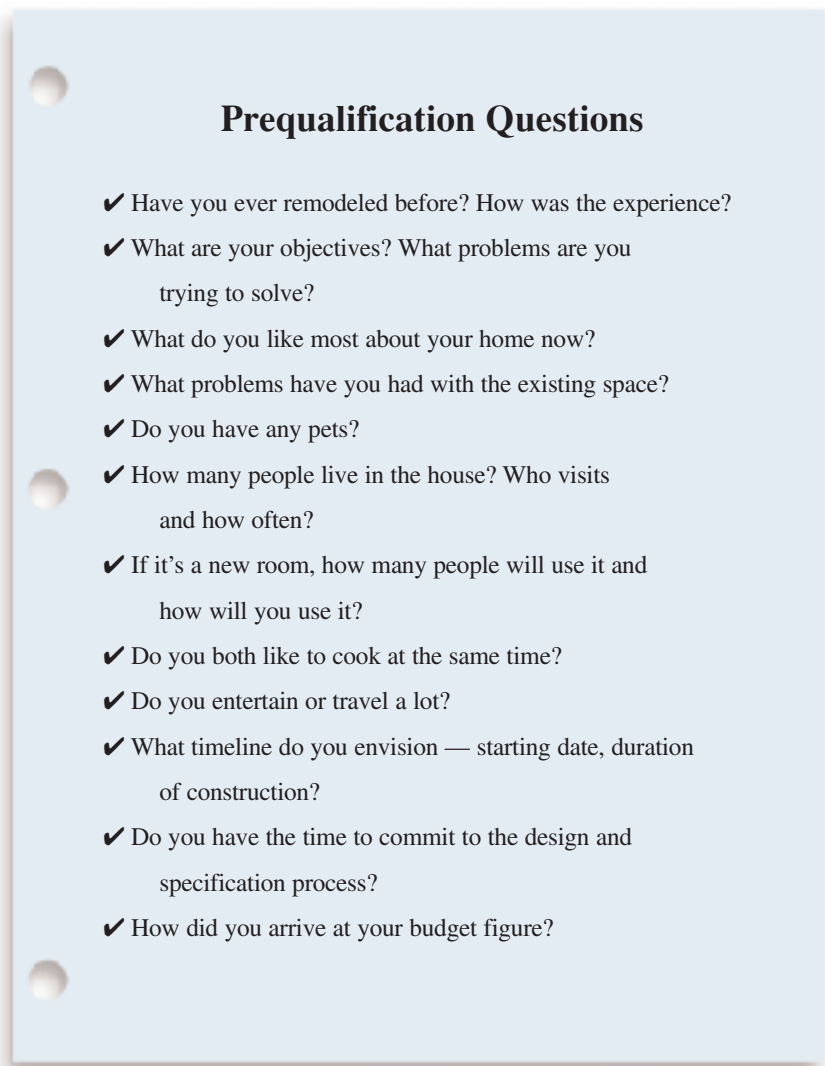 Prequalification Questions
✔ Have you ever remodeled before? How was the experience?
✔ What are your objectives? What problems are you
trying to solve?
✔ What do you like most about your home now?
✔ What problems have you had with the existing space?
✔ Do you have any pets?
✔ How many people live in the house? Who visits
and how often?
✔ If it’s a new room, how many people will use it and
how will you use it?
✔ Do you both like to cook at the same time?
✔ Do you entertain or travel a lot?
✔ What timeline do you envision — starting date, duration
of construction?
✔ Do you have the time to commit to the design and
specification process?
✔ How did you arrive at your budget figure?